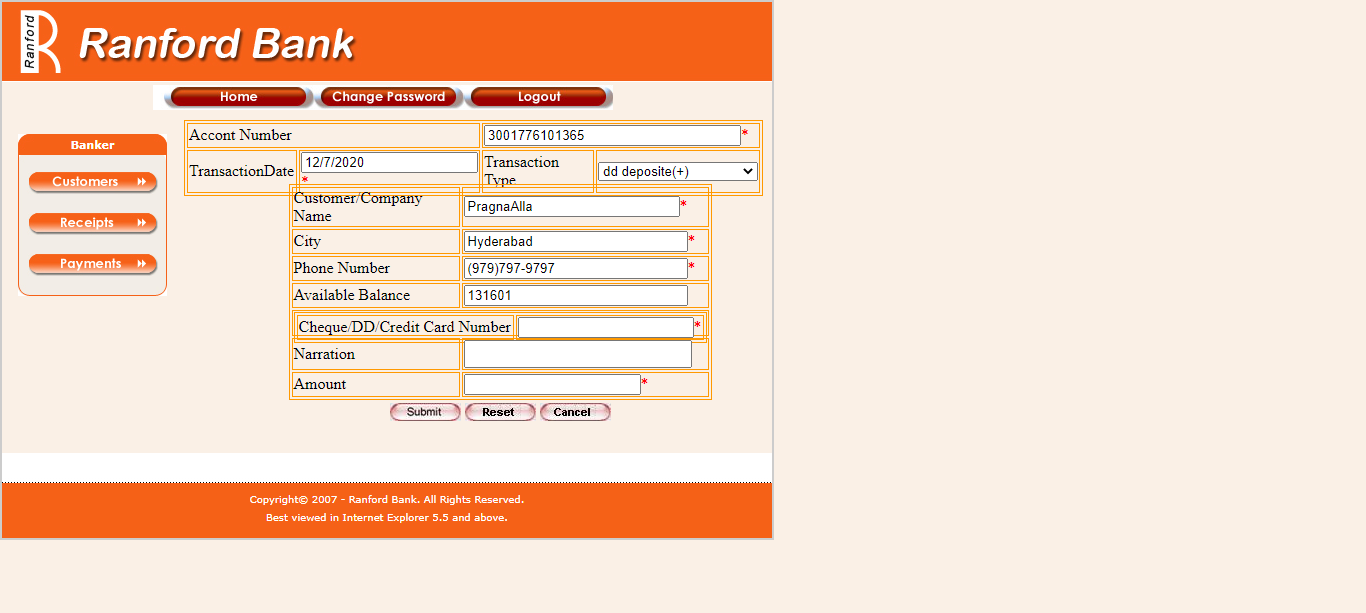 Ranford
Ranford Bank
Home Change Password Logout
Banker
Customers
Receipts
Payments
Accont Number 3001776101365 *
TransactionDate 12/7/2020 * Transaction Type dd deposite(+)
Customer/Company Name PragnaAlla *
City Hyderabad *
Phone Number (979)797-9797 *
Available Balance 131601
Cheque/DD/Credit Card Number *
Narration
Amount *
Submit Reset Cancel
Copyright© 2007 - Ranford Bank. All Rights Reserved.
Best viewed in Internet Explorer 5.5 and above.